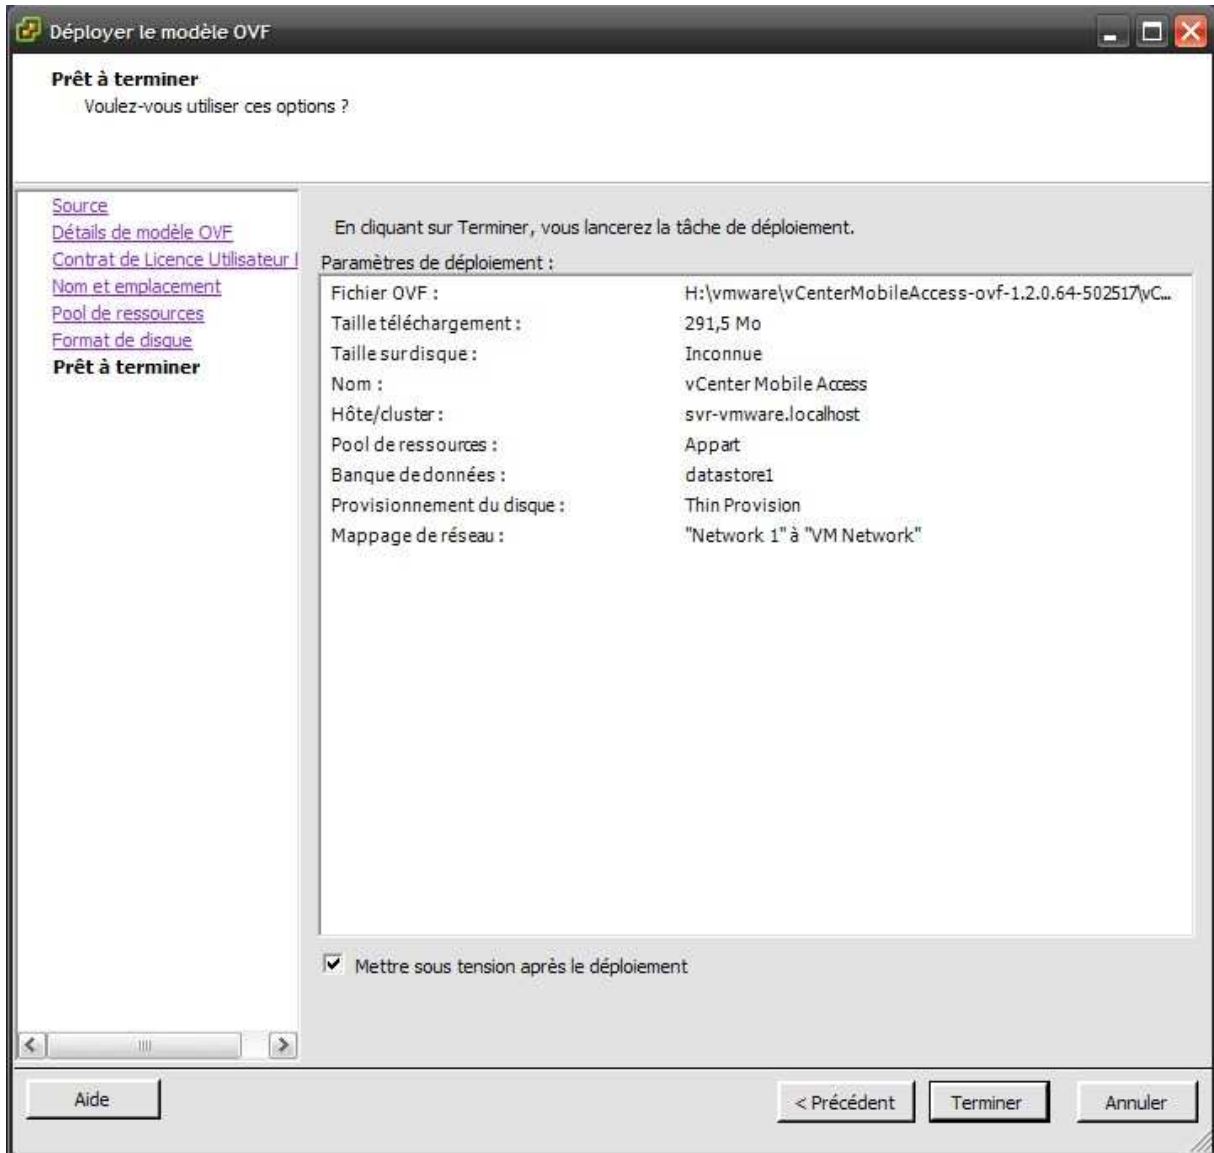 Déployer le modèle OVF
Prêt à terminer
Voulez-vous utiliser ces options ?
Source
Détails de modèle OVF
Contrat de Licence Utilisateur
Nom et emplacement
Pool de ressources
Format de disque
Prêt à terminer
En cliquant sur Terminer, vous lancerez la tâche de déploiement.
Paramètres de déploiement :
Fichier OVF : H:\vmware\vCenterMobileAccess-ovf-1.2.0.64-502517\vC...
Taille téléchargement : 291,5 Mo
Taille sur disque : Inconnue
Nom : vCenter Mobile Access
Hôte/cluster : svr-vmware.localhost
Pool de ressources : Appart
Banque de données : datastore1
Provisionnement du disque : Thin Provision
Mappage de réseau : "Network 1" à "VM Network"
Mettre sous tension après le déploiement
Aide
< Précédent
Terminer
Annuler